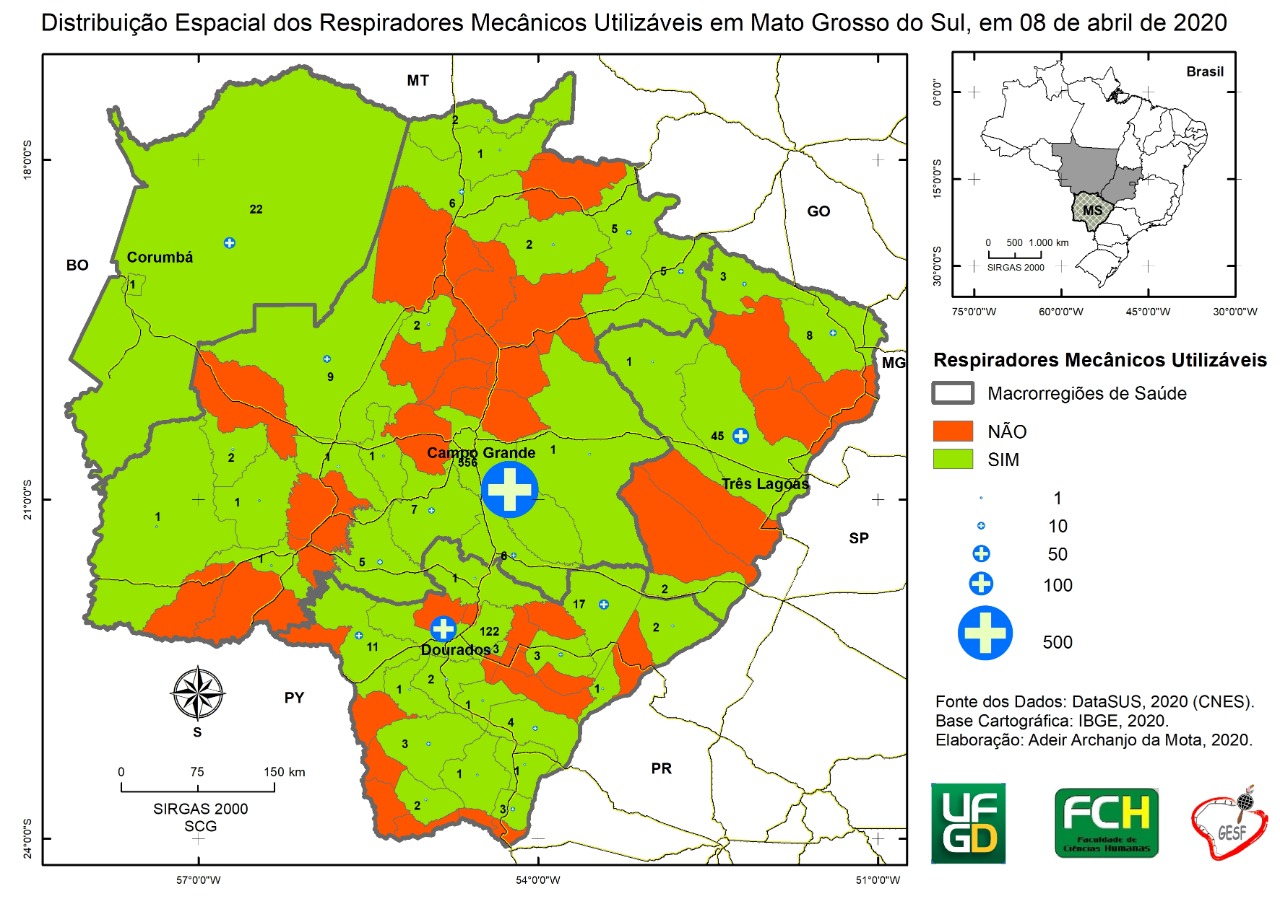 Distribuição Espacial dos Respiradores Mecânicos Utilizáveis em Mato Grosso do Sul, em 08 de abril de 2020
MT
GO
BO
MG
SP
PY
PR
18°0'0"S
21°0'0"S
24°0'0"S
57°0'0"W
54°0'0"W
51°0'0"W
2
1
6
22
Corumbá
1
2
5
5
3
2
8
9
1
45
Campo Grande
556
1
Três Lagoas
2
1
1
1
1
7
1
5
6
1
2
17
2
122
11
Dourados
3
3
2
1
1
1
4
3
1
1
2
3
S
0 75 150 km
SIRGAS 2000
SCG
Brasil
MS
0 500 1.000 km
SIRGAS 2000
0°0'0"
15°0'0"S
30°0'0"S
75°0'0"W
60°0'0"W
45°0'0"W
30°0'0"W
Respiradores Mecânicos Utilizáveis
Macrorregiões de Saúde
NÃO
SIM
1
10
50
100
500
Fonte dos Dados: DataSUS, 2020 (CNES).
Base Cartográfica: IBGE, 2020.
Elaboração: Adeir Archanjo da Mota, 2020.
UF
GD
FCH
Faculdade de
Ciências Humanas
GESF